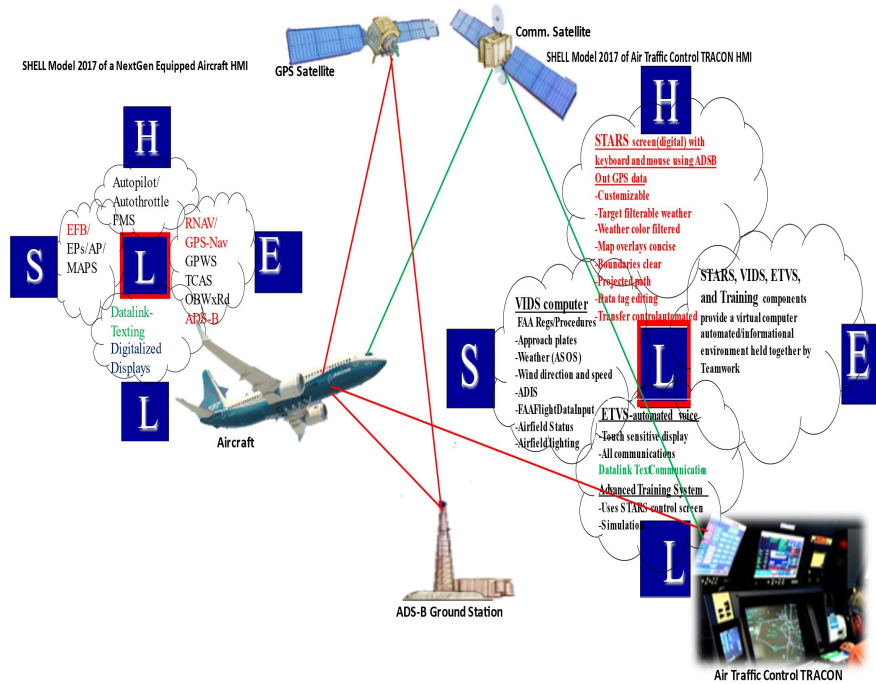 Comm. Satellite
GPS Satellite
SHELL Model 2017 of a NextGen Equipped Aircraft HMI
SHELL Model 2017 of Air Traffic Control TRACON HMI
H
Autopilot/
Autothrottle
FMS
S
EFB/
EPs/AP/
MAPS
L
RNAV/
GPS-Nav
GPWS
TCAS
OBWxRd
ADS-B
E
Datalink-
Texting
Digitalized
Displays
L
Aircraft
ADS-B Ground Station
H
STARS screen(digital) with
keyboard and mouse using ADSB
Out GPS data
-Customizable
-Target filterable weather
-Weather color filtered
-Map overlays concise
-Boundaries clear
-Projected path
-Data tag editing
-Transfer controlautomated
S
VIDS computer
FAA Regs/Procedures
-Approach plates
-Weather (ASOS)
-Wind direction and speed
-ADIS
-FAAFlightDataInput
-Airfield Status
-Airfield lighting
L
STARS, VIDS, ETVS,
and Training components
provide a virtual computer
automated/informational
environment held together by
Teamwork
E
ETVS-automated voice
-Touch sensitive display
-All communications
Datalink Text Communication
Advanced Training System
-Uses STARS control screen
-Simulation
L
Air Traffic Control TRACON